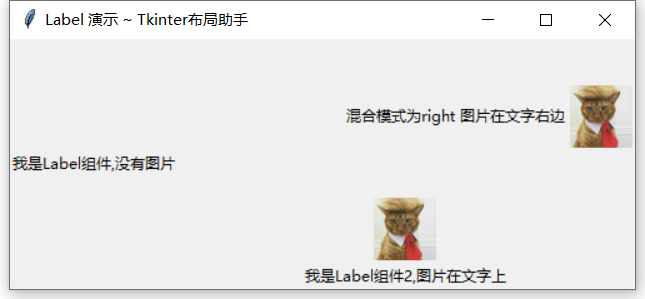 Label 演示 ~ Tkinter布局助手
混合模式为right 图片在文字右边
我是Label组件,没有图片
我是Label组件2,图片在文字上